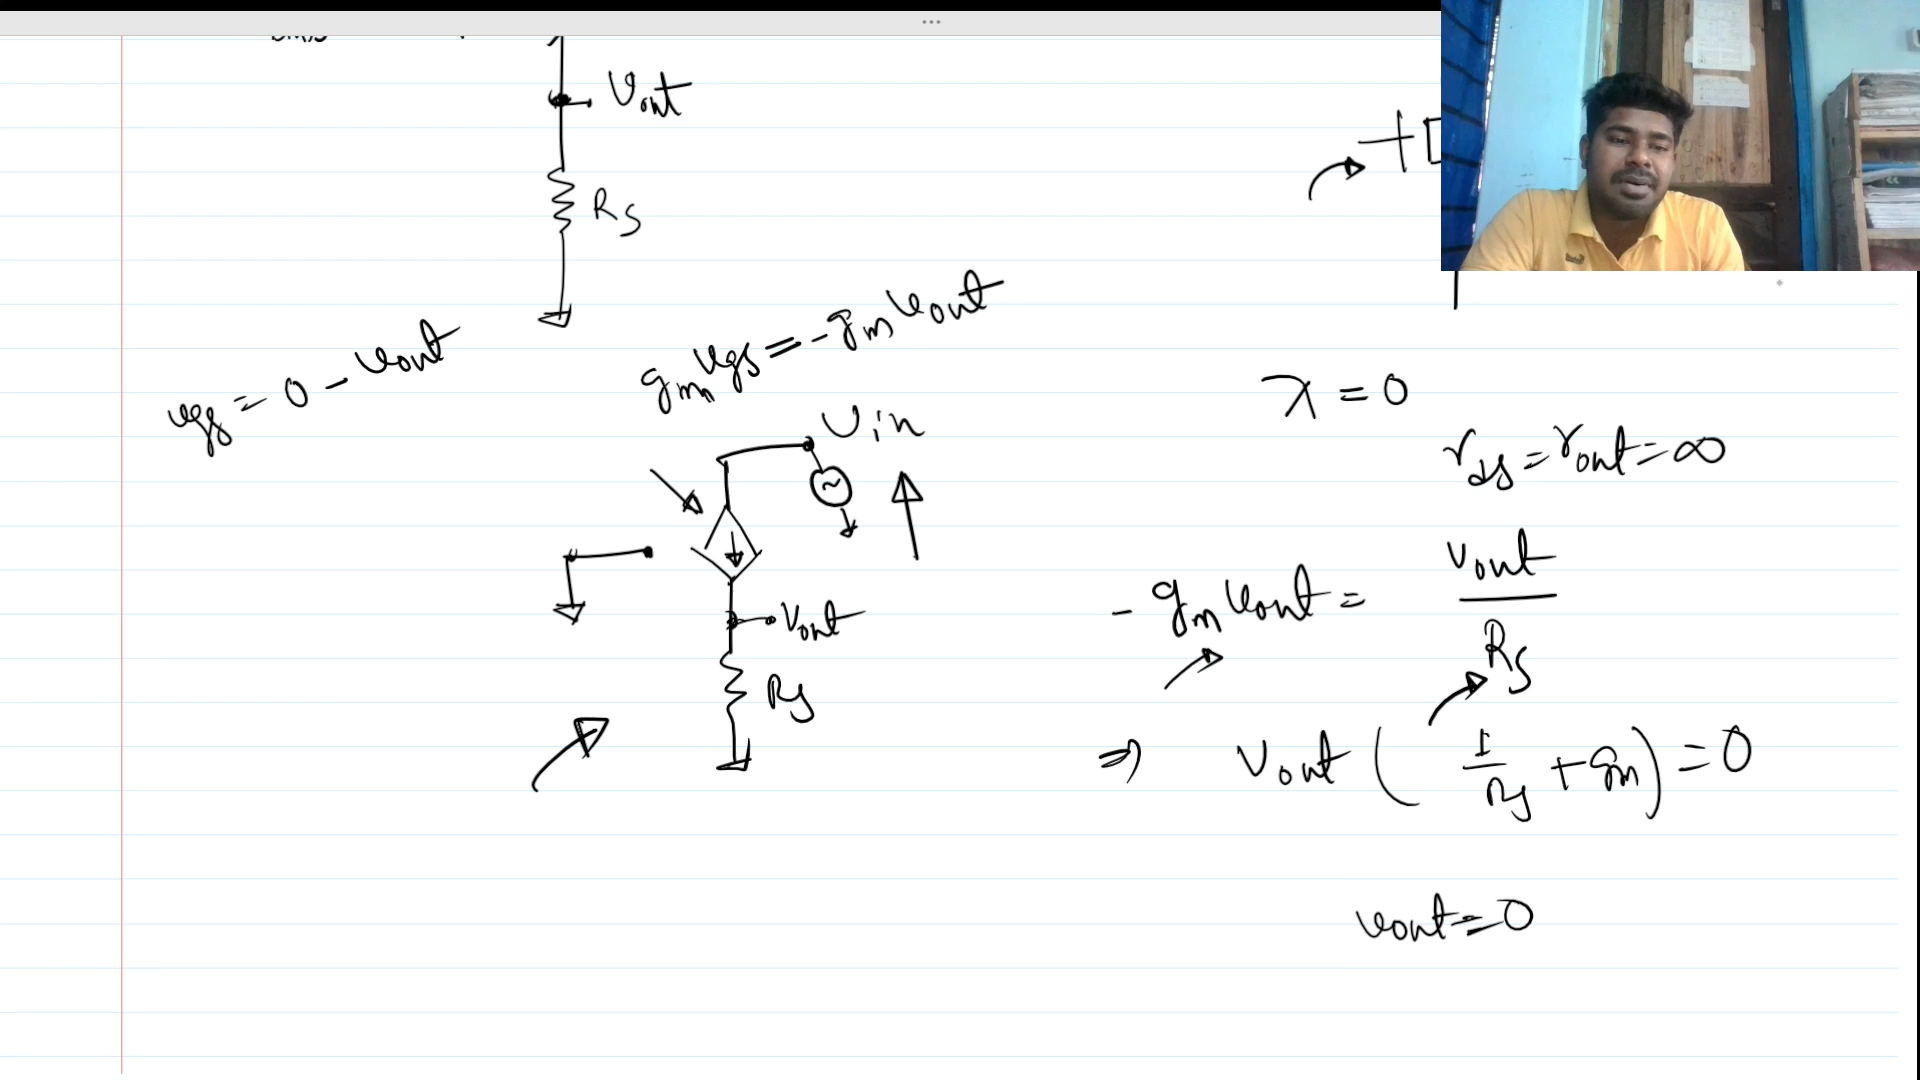 Vout
RS
vgs = 0 - vout
gm vgs = -gm vout
Vin
Vout
RS
+
λ = 0
rds = rout = ∞
- gm vout = vout / RS
⇒ Vout ( 1/RS + gm ) = 0
vout = 0